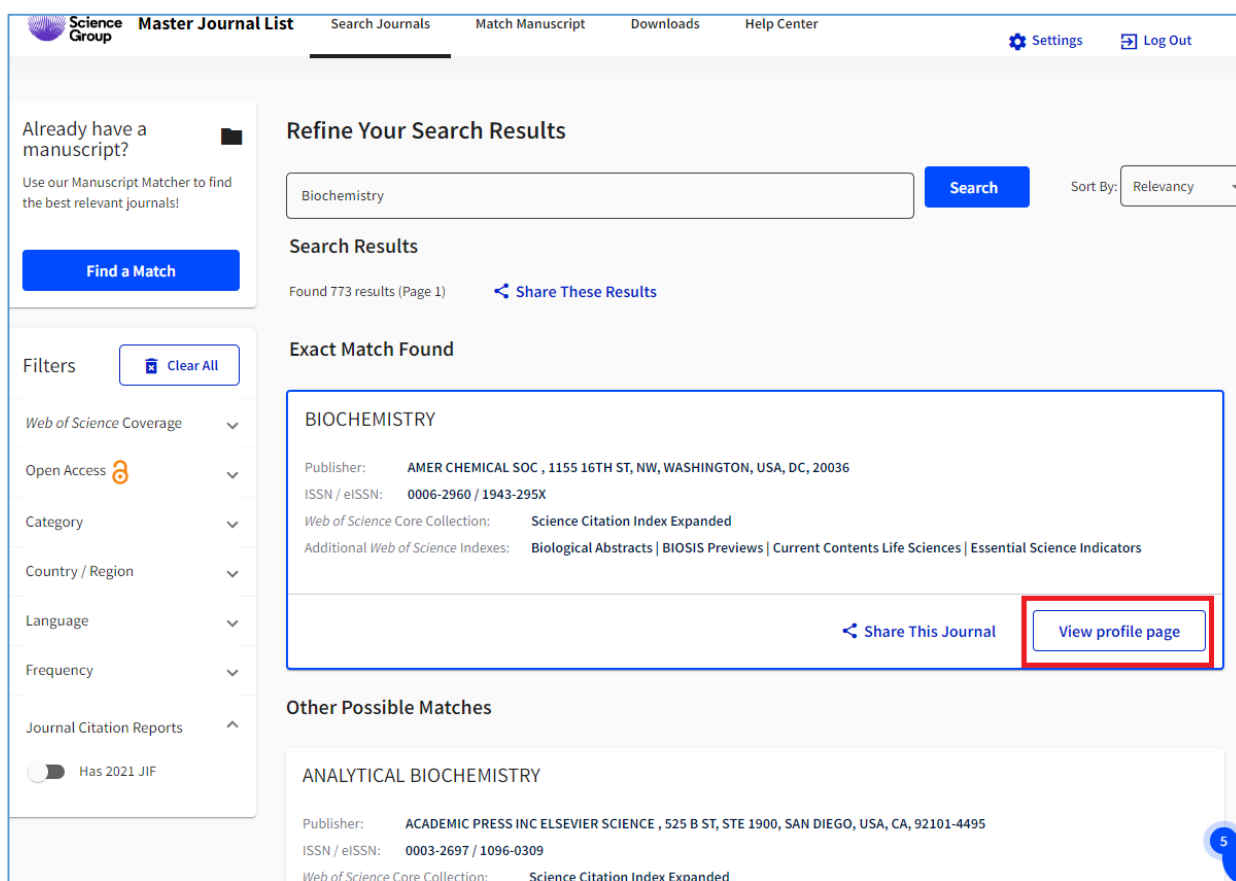 Science Group
Master Journal List
Search Journals
Match Manuscript
Downloads
Help Center
Settings
Log Out
Already have a
manuscript?
Use our Manuscript Matcher to find
the best relevant journals!
Find a Match
Filters
Clear All
Web of Science Coverage
Open Access
Category
Country / Region
Language
Frequency
Journal Citation Reports
Has 2021 JIF
Refine Your Search Results
Biochemistry
Search
Sort By: Relevancy
Search Results
Found 773 results (Page 1)
Share These Results
Exact Match Found
BIOCHEMISTRY
Publisher: AMER CHEMICAL SOC , 1155 16TH ST, NW, WASHINGTON, USA, DC, 20036
ISSN / eISSN: 0006-2960 / 1943-295X
Web of Science Core Collection: Science Citation Index Expanded
Additional Web of Science Indexes: Biological Abstracts | BIOSIS Previews | Current Contents Life Sciences | Essential Science Indicators
Share This Journal
View profile page
Other Possible Matches
ANALYTICAL BIOCHEMISTRY
Publisher: ACADEMIC PRESS INC ELSEVIER SCIENCE , 525 B ST, STE 1900, SAN DIEGO, USA, CA, 92101-4495
ISSN / eISSN: 0003-2697 / 1096-0309
Web of Science Core Collection: Science Citation Index Expanded
5